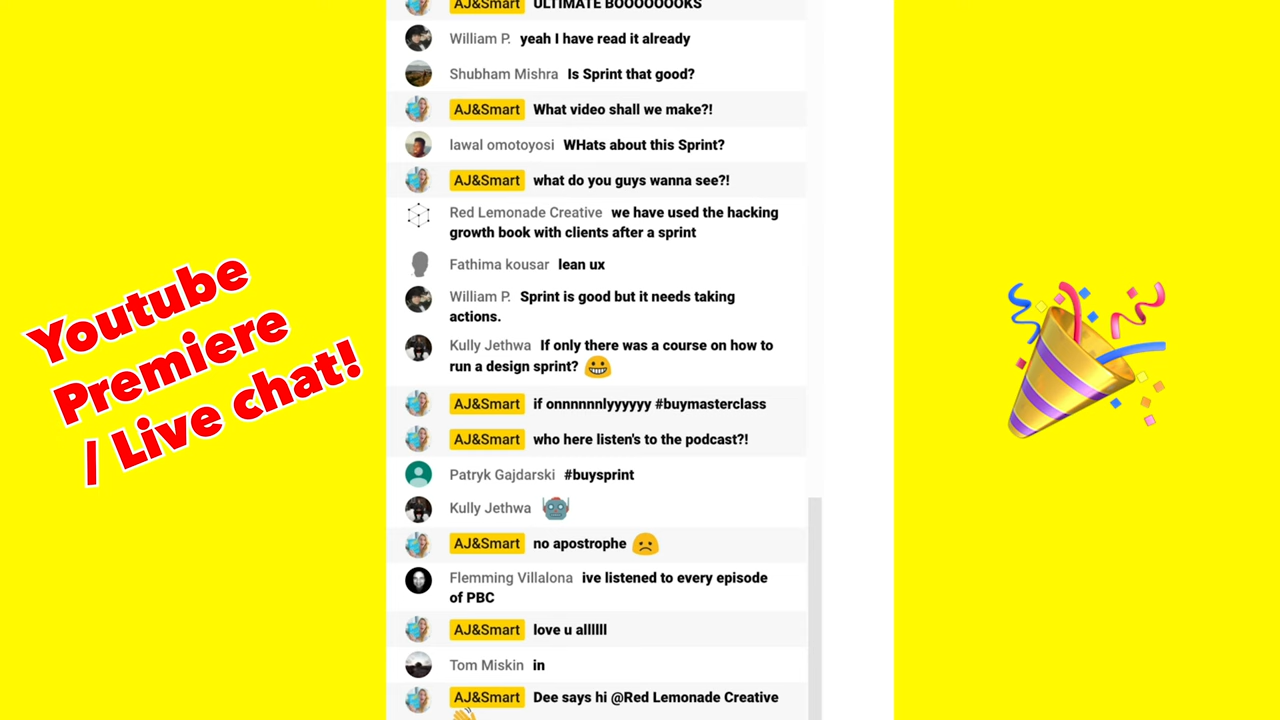 AJ&Smart ULTIMATE BOOOOOOOKS
William P. yeah I have read it already
Shubham Mishra Is Sprint that good?
AJ&Smart What video shall we make?!
lawal omotoyosi WHats about this Sprint?
AJ&Smart what do you guys wanna see?!
Red Lemonade Creative we have used the hacking
growth book with clients after a sprint
Fathima kousar lean ux
William P. Sprint is good but it needs taking
actions.
Kully Jethwa If only there was a course on how to
run a design sprint?
AJ&Smart if onnnnnnlyyyyyy #buymasterclass
AJ&Smart who here listen's to the podcast?!
Patryk Gajdarski #buysprint
Kully Jethwa
AJ&Smart no apostrophe
Flemming Villalona ive listened to every episode
of PBC
AJ&Smart love u allllll
Tom Miskin in
AJ&Smart Dee says hi @Red Lemonade Creative
Youtube
Premiere
/ Live chat!